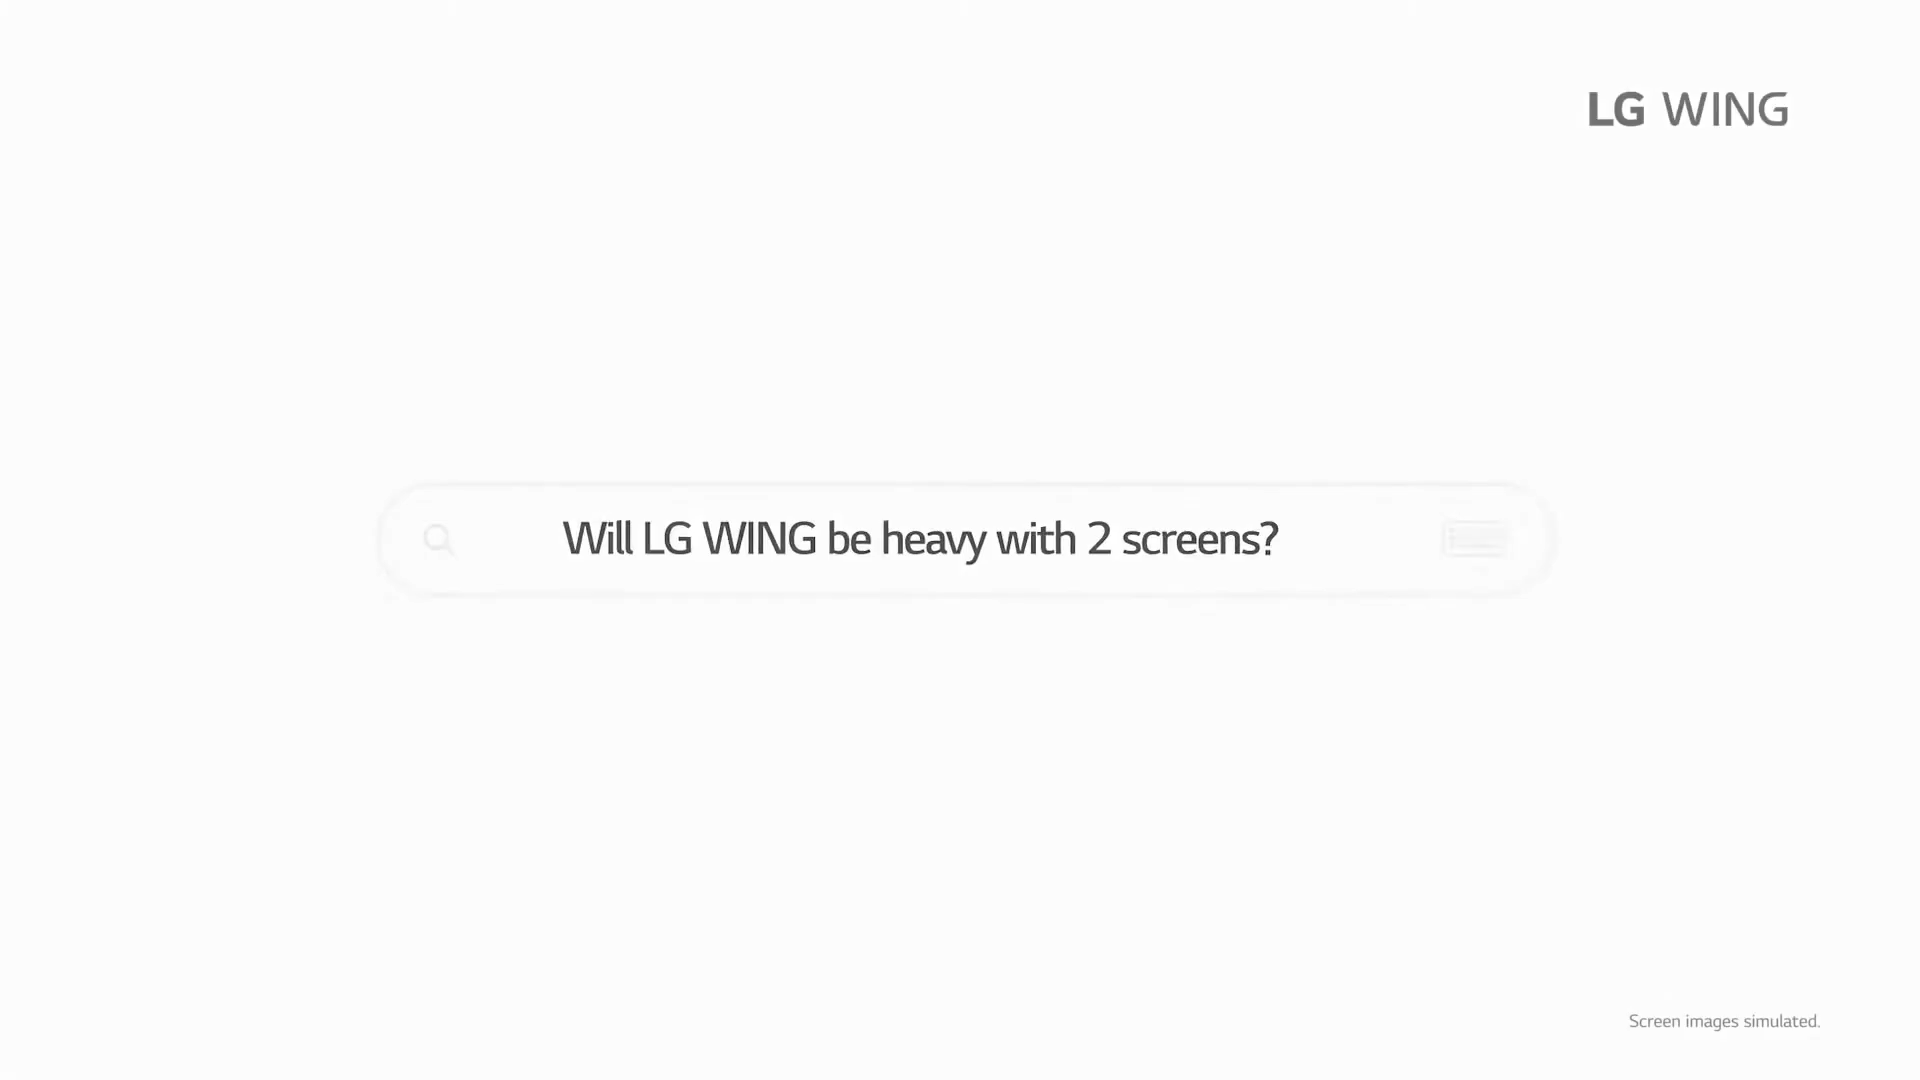 LG WING
Will LG WING be heavy with 2 screens?
Screen images simulated.